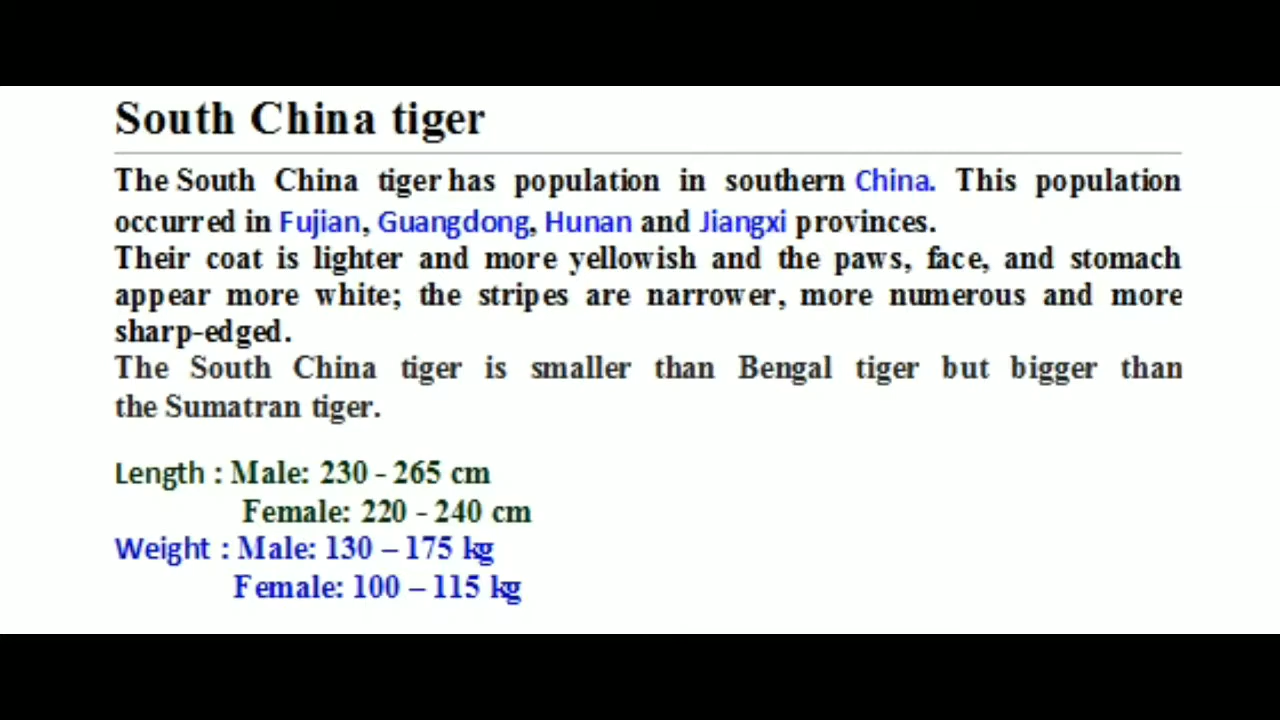 South China tiger
The South China tiger has population in southern China. This population
occurred in Fujian, Guangdong, Hunan and Jiangxi provinces.
Their coat is lighter and more yellowish and the paws, face, and stomach
appear more white; the stripes are narrower, more numerous and more
sharp-edged.
The South China tiger is smaller than Bengal tiger but bigger than
the Sumatran tiger.
Length : Male: 230 - 265 cm
Female: 220 - 240 cm
Weight : Male: 130 – 175 kg
Female: 100 – 115 kg